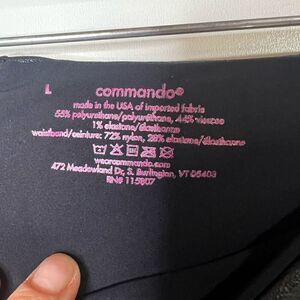 L commando®
made in the USA of imported fabric
55% polyurethane/polyuréthane, 44% viscose
1% elastane/élasthanne
waistband/ceinture: 72% nylon, 28% elastane/élasthanne
wearcommando.com
472 Meadowland Dr, S. Burlington, VT 05403
RN# 115807